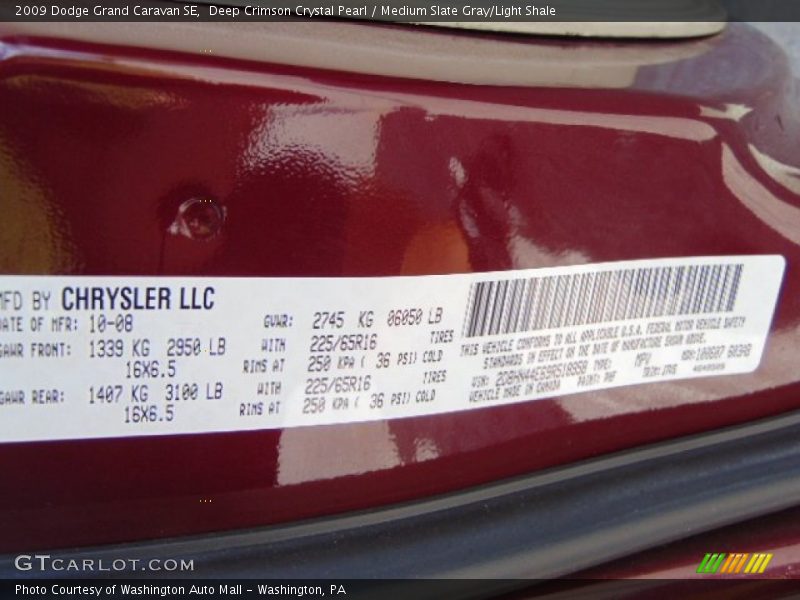 2009 Dodge Grand Caravan SE, Deep Crimson Crystal Pearl / Medium Slate Gray/Light Shale
MFD BY CHRYSLER LLC
DATE OF MFR: 10-08 GVWR: 2745 KG 06050 LB
GAWR FRONT: 1339 KG 2950 LB WITH 225/65R16 TIRES
16X6.5 RIMS AT 250 KPA ( 36 PSI) COLD
GAWR REAR: 1407 KG 3100 LB WITH 225/65R16 TIRES
16X6.5 RIMS AT 250 KPA ( 36 PSI) COLD
THIS VEHICLE CONFORMS TO ALL APPLICABLE U.S.A. FEDERAL MOTOR VEHICLE SAFETY
STANDARDS IN EFFECT ON THE DATE OF MANUFACTURE SHOWN ABOVE.
VIN: TYPE: MPV
VEHICLE MADE IN CANADA PAINT: TRIM:
GTCARLOT.COM
Photo Courtesy of Washington Auto Mall - Washington, PA